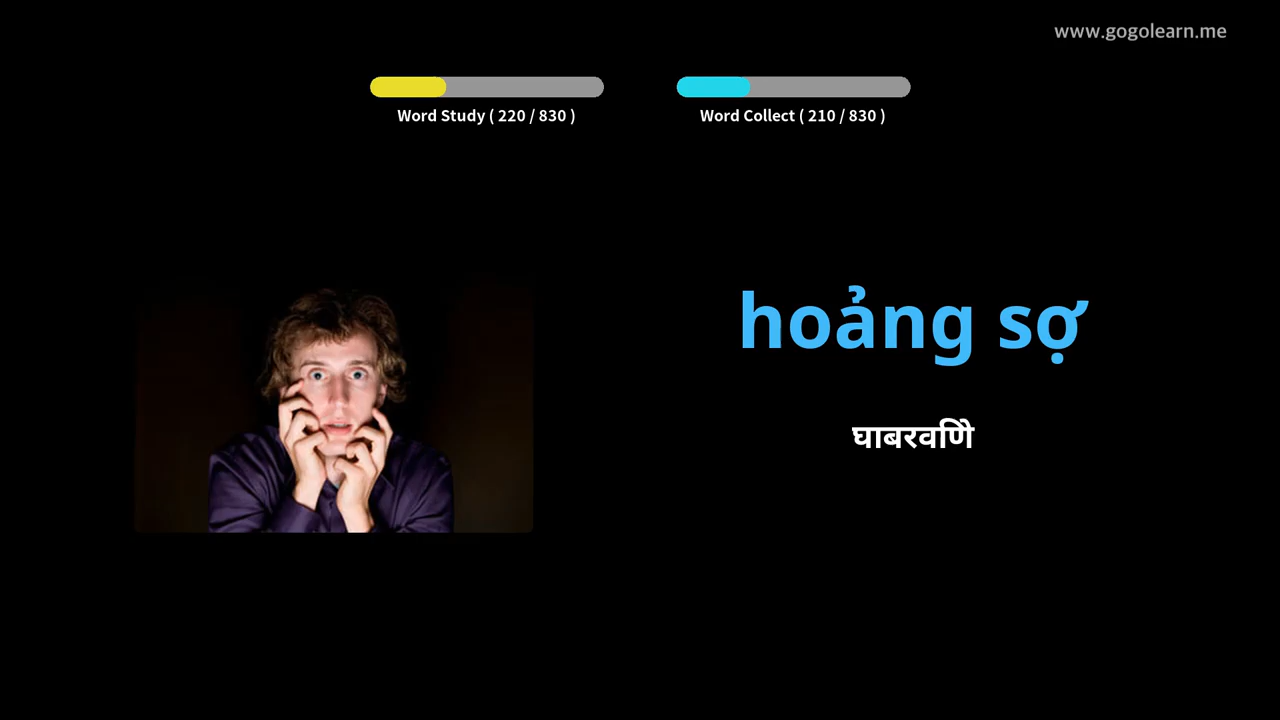 www.gogolearn.me
Word Study ( 220 / 830 )
Word Collect ( 210 / 830 )
hoảng sợ
घाबरवणिे